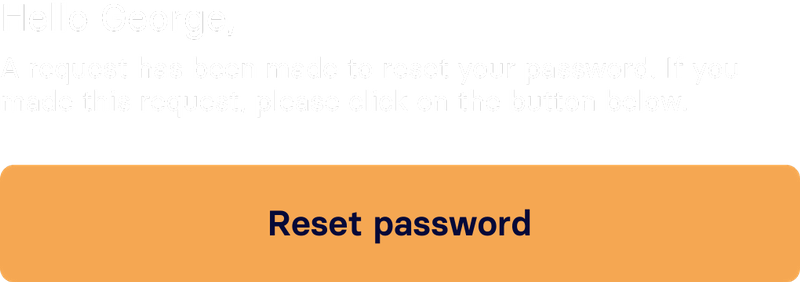 Hello George,
A request has been made to reset your password. If you
made this request, please click on the button below.
Reset password